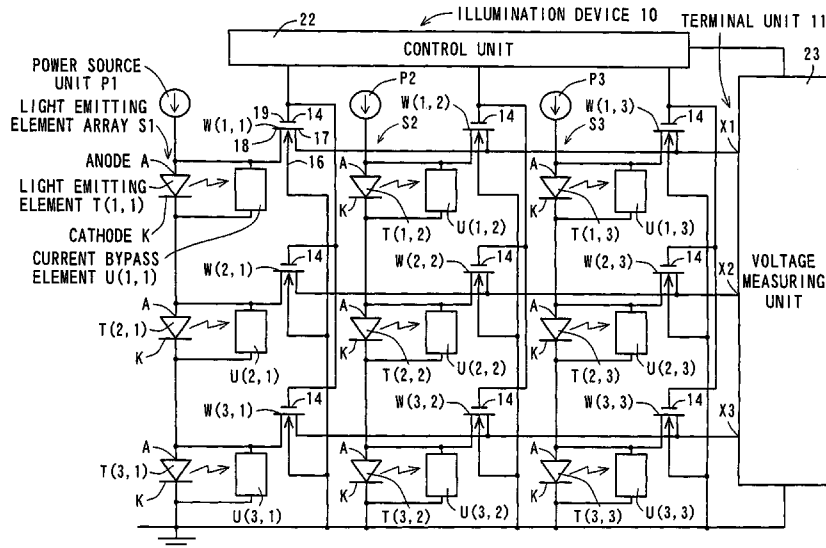 ILLUMINATION DEVICE 10
22
TERMINAL UNIT 11
CONTROL UNIT
23
POWER SOURCE
UNIT P1
P2
P3
LIGHT EMITTING
ELEMENT ARRAY S1
19 14
W(1,1)
18 17
16
W(1,2)
14
S2
W(1,3)
14
S3
X1
ANODE A
A
A
LIGHT EMITTING
ELEMENT T(1,1)
K
K
CATHODE K
T(1,2)
U(1,2)
T(1,3)
U(1,3)
CURRENT BYPASS
ELEMENT U(1,1)
W(2,1)
14
W(2,2)
14
W(2,3)
14
X2
VOLTAGE
MEASURING
UNIT
A
A
A
T(2,1)
K
K
K
U(2,1)
T(2,2)
U(2,2)
T(2,3)
U(2,3)
W(3,1)
14
W(3,2)
14
W(3,3)
14
X3
A
A
A
T(3,1)
K
K
K
U(3,1)
T(3,2)
U(3,2)
T(3,3)
U(3,3)